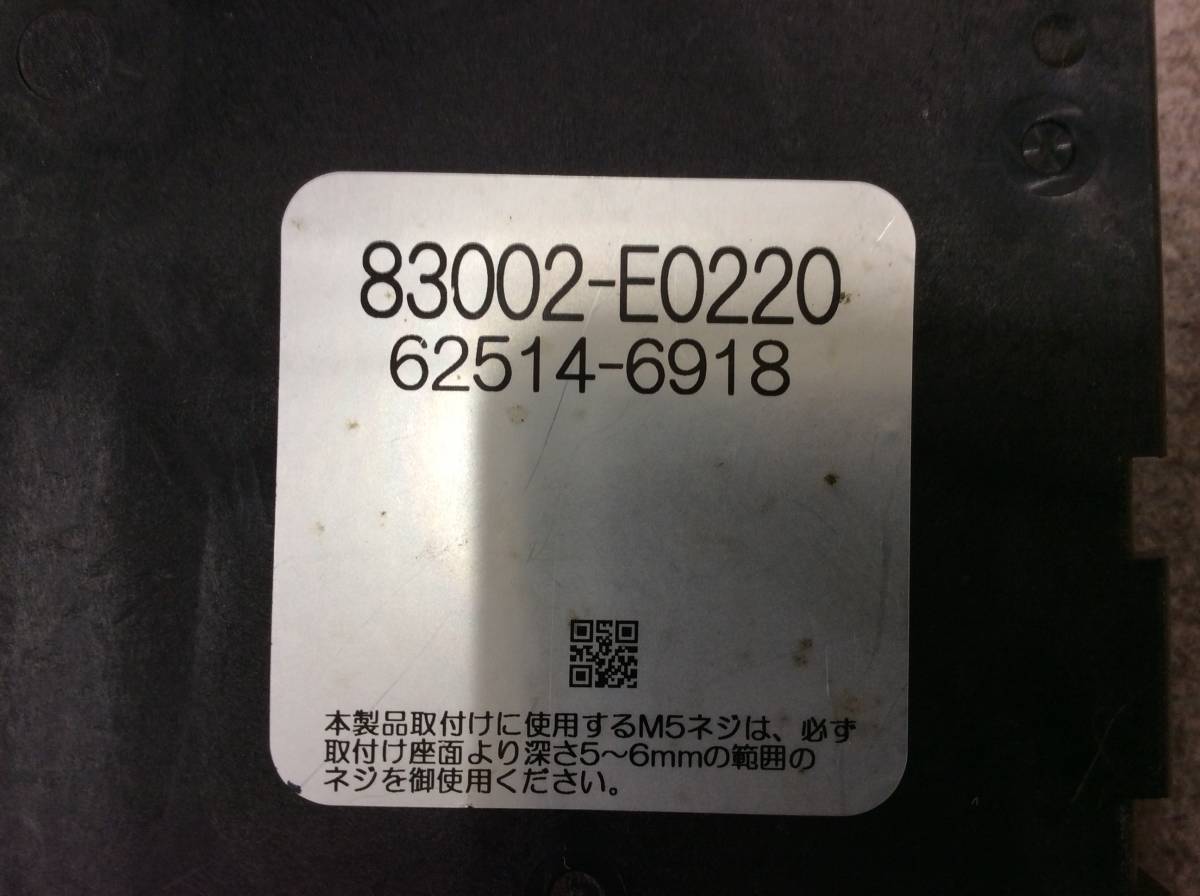 83002-E0220
62514-6918
本製品取付けに使用するM5ネジは、必ず
取付け座面より深さ5〜6mmの範囲の
ネジを御使用ください。